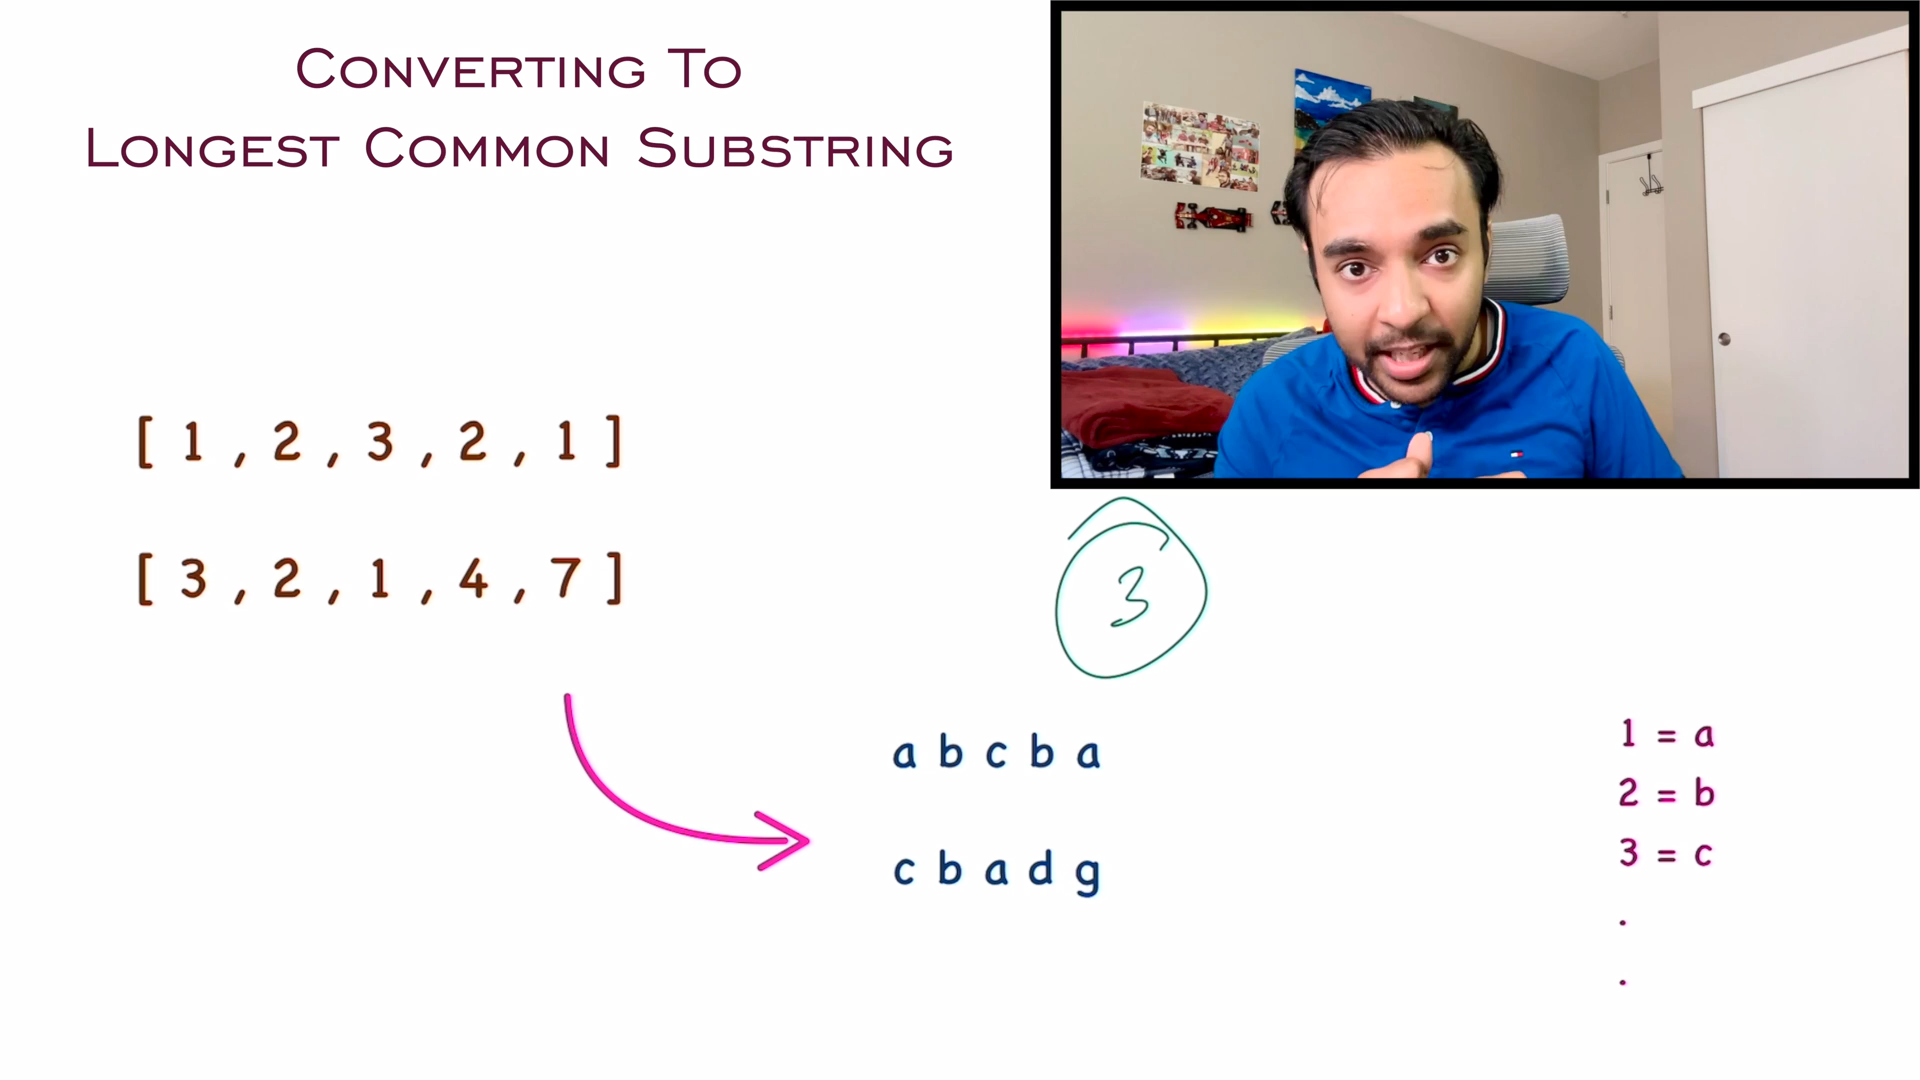 CONVERTING TO
LONGEST COMMON SUBSTRING
[ 1 , 2 , 3 , 2 , 1 ]
[ 3 , 2 , 1 , 4 , 7 ]
3
a b c b a
c b a d g
1 = a
2 = b
3 = c
.
.